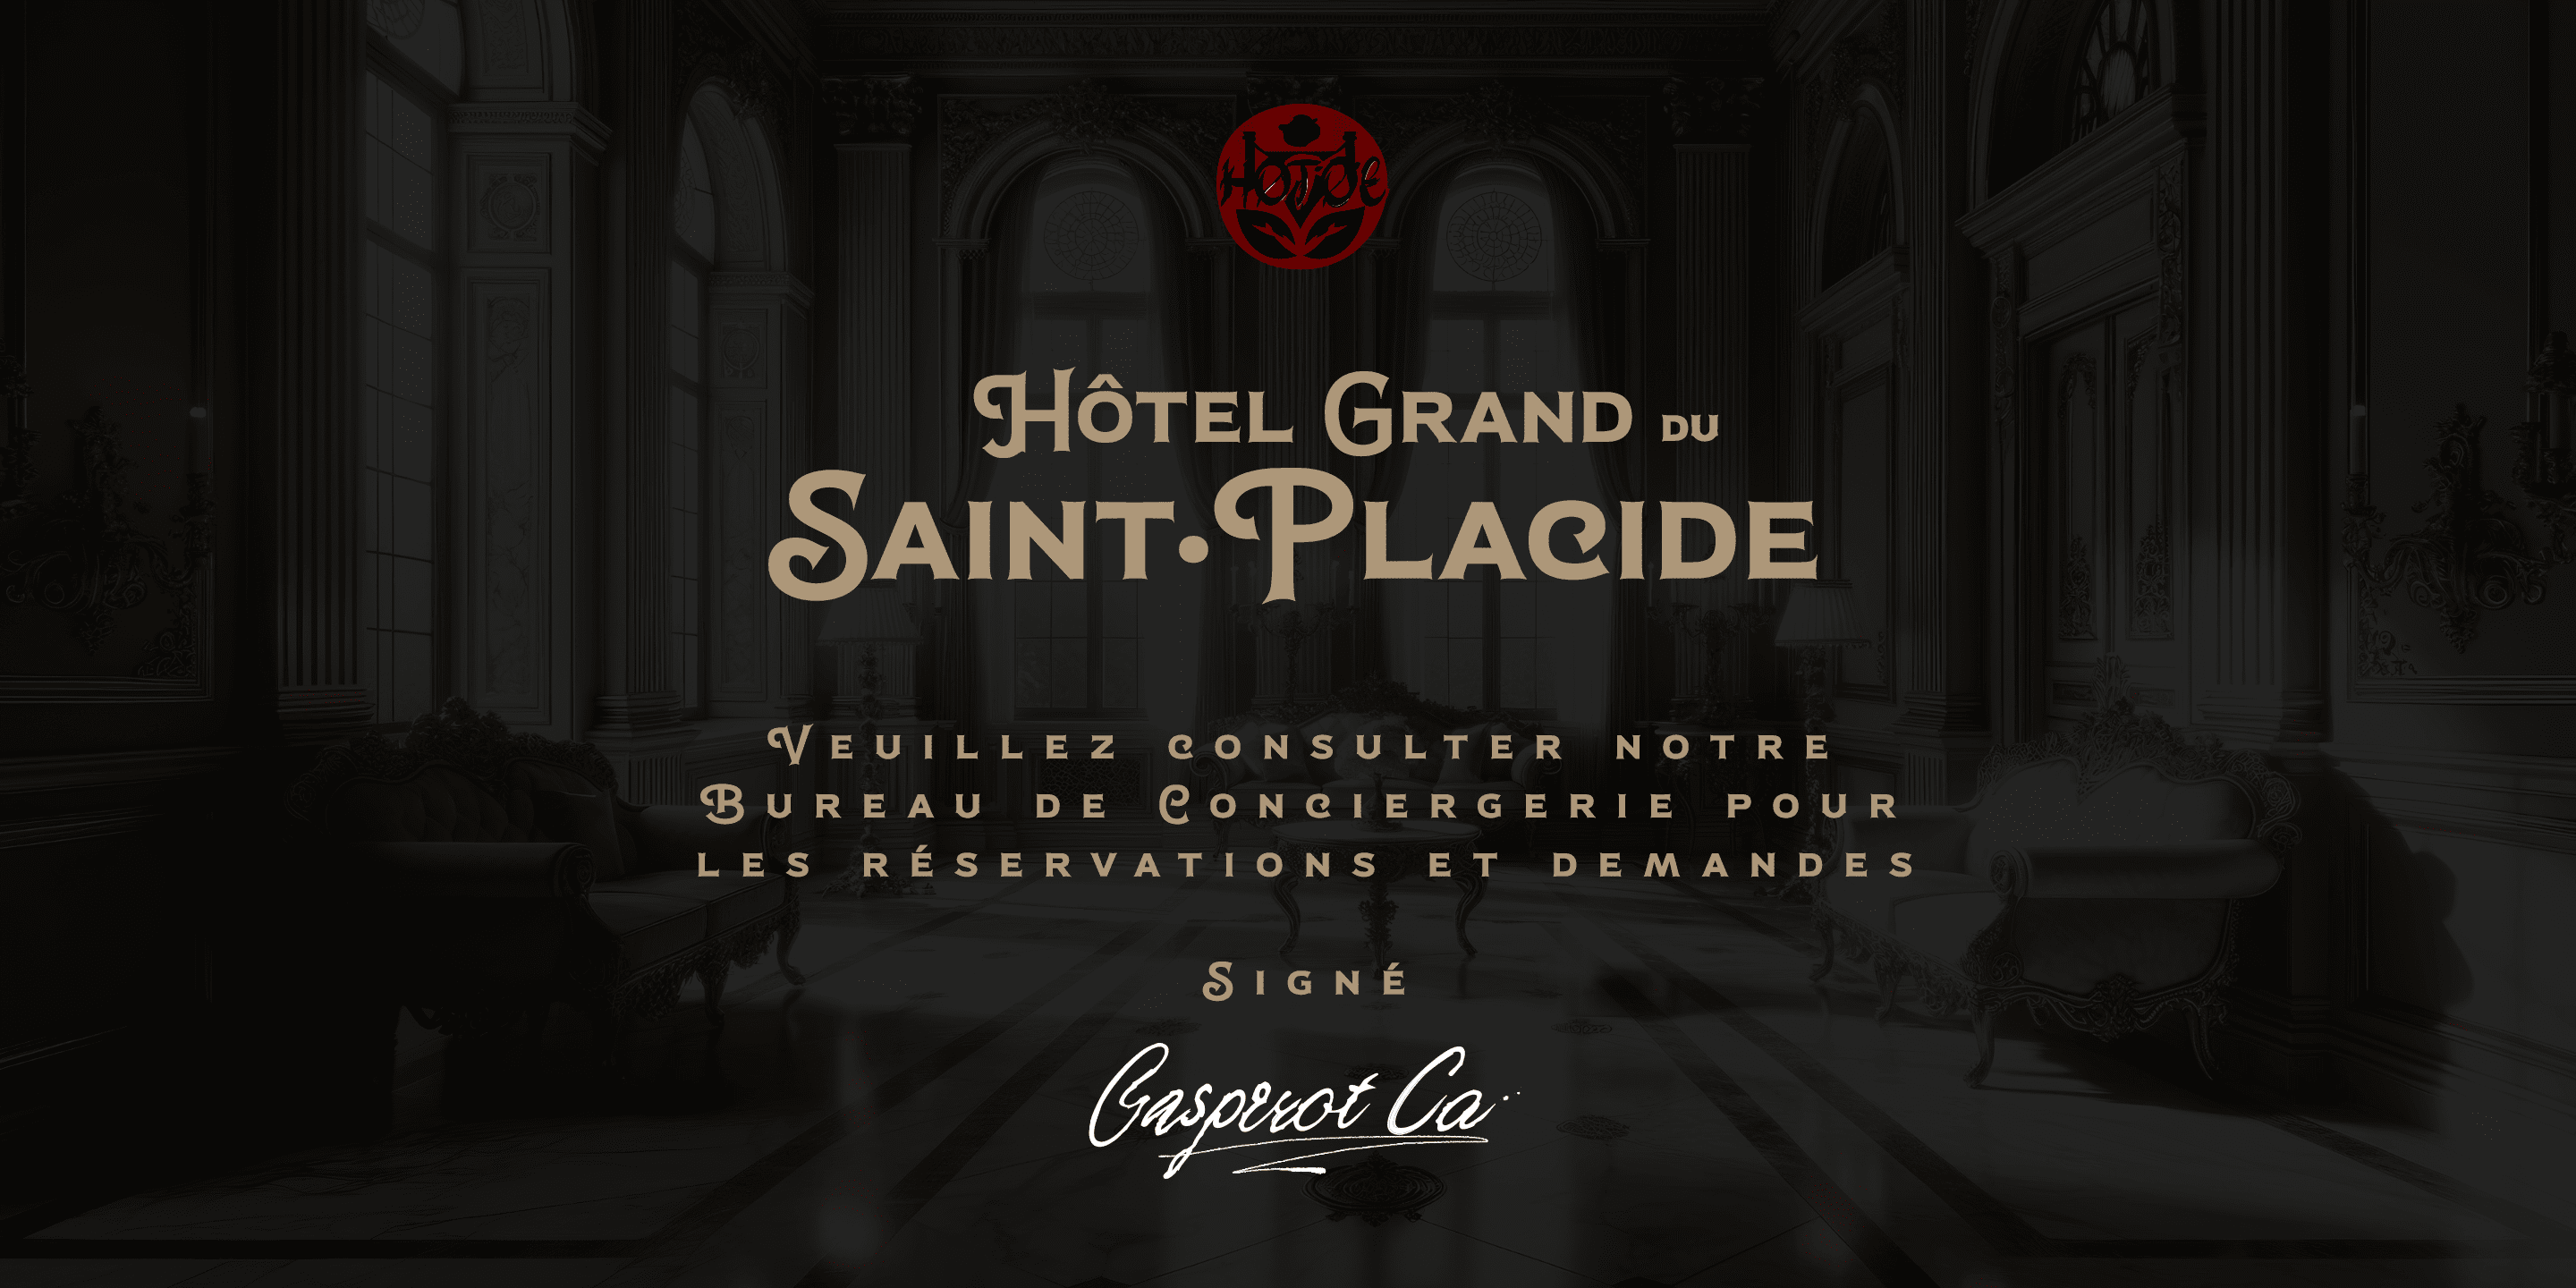 Hôtel Grand du
Saint•Placide
Veuillez consulter notre
Bureau de Conciergerie pour
les réservations et demandes
Signé